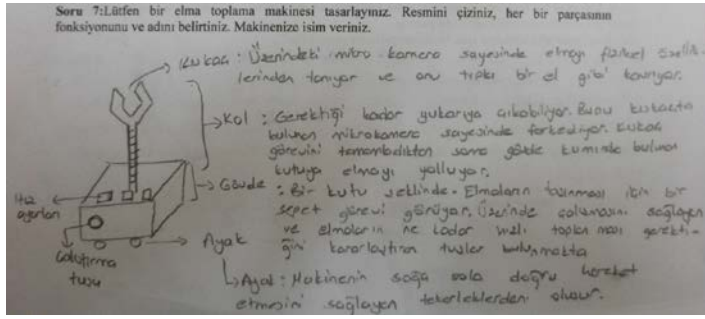 Soru 7:Lütfen bir elma toplama makinesi tasarlayınız. Resmini çiziniz, her bir parçasının
fonksiyonunu ve adını belirtiniz. Makinenize isim veriniz.
Kıskaç : Üzerindeki mikro kamera sayesinde elmayı fiziksel özellik-
lerinden tanıyor ve onu tıpkı bir el gibi kavrıyor.
Kol : Gerektiği kadar yukarıya çıkabiliyor. Bunu kıskaçta
bulunan mikrokamera sayesinde farkediyor. Kıskaç
görevini tamamladıktan sonra gövde kısmında bulunan
kutuya elmayı yolluyor.
Gövde : Bir kutu şeklinde. Elmaların taşınması için bir
sepet görevi görüyor. Üzerinde çalışmasını sağlayan
ve elmaların ne kadar hızlı toplanması gerekti-
ğini kararlaştıran tuşlar bulunmakta
Hız
ayarları
Çalıştırma
tuşu
Ayak
Ayak : Makinenin sağa sola doğru hareket
etmesini sağlayan tekerleklerden oluşur.